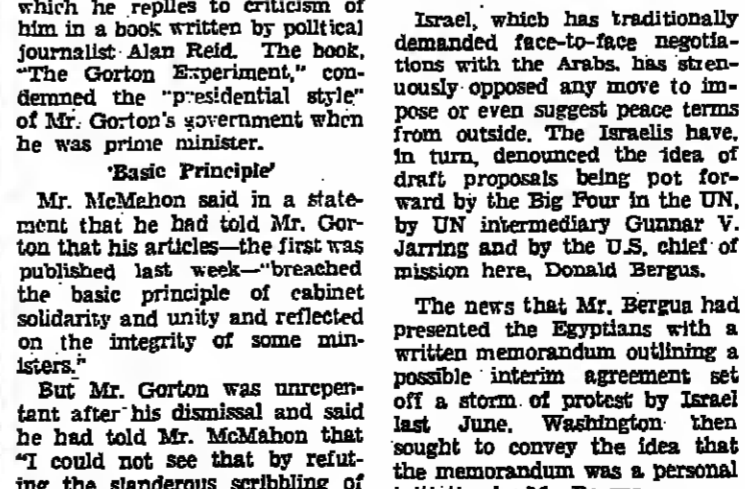 which he replies to criticism of
him in a book written by political
journalist Alan Reid. The book,
"The Gorton Experiment," con-
demned the "presidential style"
of Mr. Gorton's government when
he was prime minister.
'Basic Principle'
Mr. McMahon said in a state-
ment that he had told Mr. Gor-
ton that his articles—the first was
published last week—"breached
the basic principle of cabinet
solidarity and unity and reflected
on the integrity of some min-
isters."
But Mr. Gorton was unrepen-
tant after his dismissal and said
he had told Mr. McMahon that
"I could not see that by refut-
ing the slanderous scribbling of
Israel, which has traditionally
demanded face-to-face negotia-
tions with the Arabs, has stren-
uously opposed any move to im-
pose or even suggest peace terms
from outside. The Israelis have,
in turn, denounced the idea of
draft proposals being pot for-
ward by the Big Four in the UN,
by UN intermediary Gunnar V.
Jarring and by the U.S. chief of
mission here, Donald Bergus.
The news that Mr. Bergus had
presented the Egyptians with a
written memorandum outlining a
possible interim agreement set
off a storm of protest by Israel
last June. Washington then
sought to convey the idea that
the memorandum was a personal